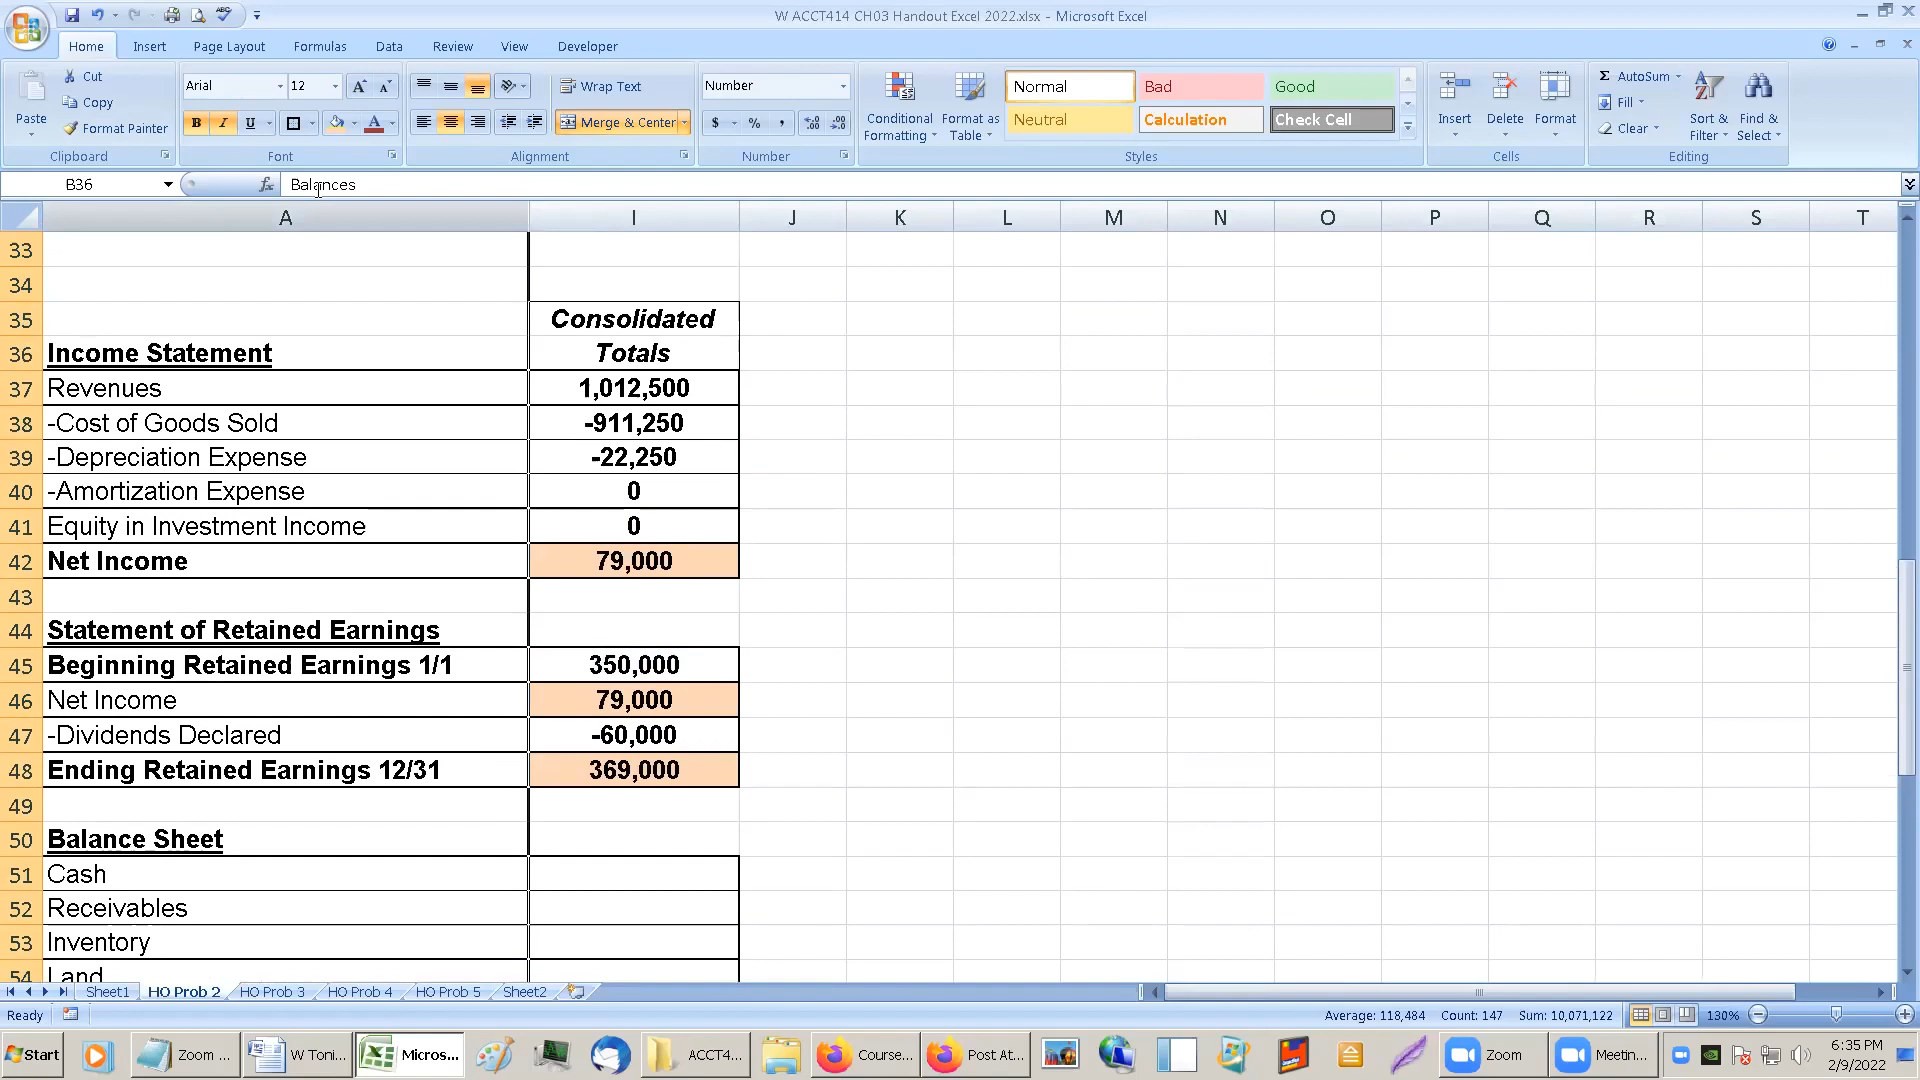 W ACCT414 CH03 Handout Excel 2022.xlsx - Microsoft Excel
Home Insert Page Layout Formulas Data Review View Developer
Paste Cut Copy Format Painter
Arial 12
Wrap Text
Merge & Center
Number
Conditional Formatting
Format as Table
Normal Bad Good
Neutral Calculation Check Cell
Insert Delete Format
AutoSum
Fill
Clear
Sort & Filter
Find & Select
Clipboard Font Alignment Number Styles Cells Editing
B36 fx Balances
A I J K L M N O P Q R S T
33
34
35 Consolidated
36 Income Statement Totals
37 Revenues 1,012,500
38 -Cost of Goods Sold -911,250
39 -Depreciation Expense -22,250
40 -Amortization Expense 0
41 Equity in Investment Income 0
42 Net Income 79,000
43
44 Statement of Retained Earnings
45 Beginning Retained Earnings 1/1 350,000
46 Net Income 79,000
47 -Dividends Declared -60,000
48 Ending Retained Earnings 12/31 369,000
49
50 Balance Sheet
51 Cash
52 Receivables
53 Inventory
54 Land
Sheet1 HO Prob 2 HO Prob 3 HO Prob 4 HO Prob 5 Sheet2
Ready Average: 118,484 Count: 147 Sum: 10,071,122 130%
Start Zoom ... W Toni... Micros... ACCT4... Course... Post At... Zoom Meetin... 6:35 PM
2/9/2022